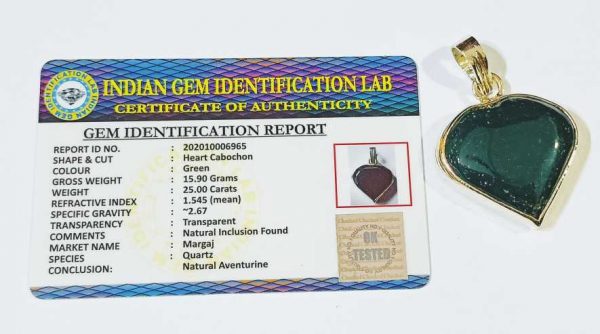 INDIAN GEM IDENTIFICATION LAB
CERTIFICATE OF AUTHENTICITY
GEM IDENTIFICATION REPORT
REPORT ID NO. : 202010006965
SHAPE & CUT : Heart Cabochon
COLOUR : Green
GROSS WEIGHT : 15.90 Grams
WEIGHT : 25.00 Carats
REFRACTIVE INDEX : 1.545 (mean)
SPECIFIC GRAVITY : ~2.67
TRANSPARENCY : Transparent
COMMENTS : Natural Inclusion Found
MARKET NAME : Margaj
SPECIES : Quartz
CONCLUSION: Natural Aventurine
OK
TESTED